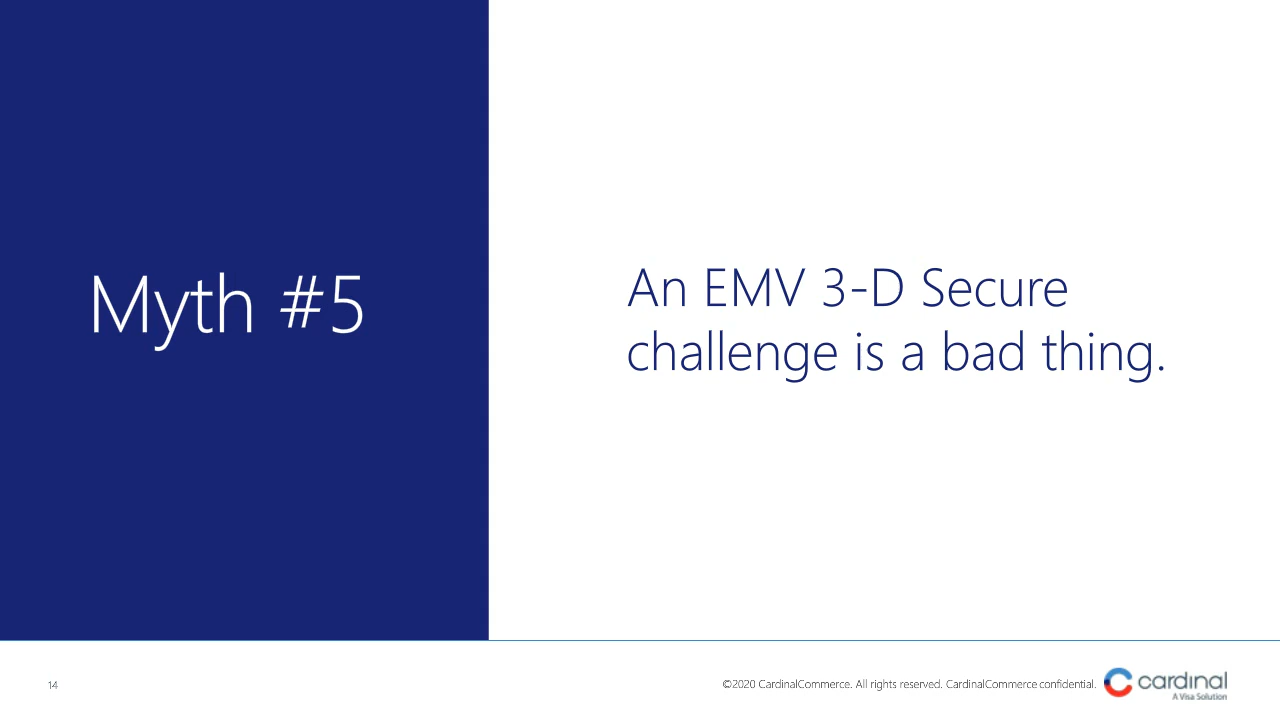 Myth #5
An EMV 3-D Secure
challenge is a bad thing.
14
©2020 CardinalCommerce. All rights reserved. CardinalCommerce confidential.
cardinal
A Visa Solution